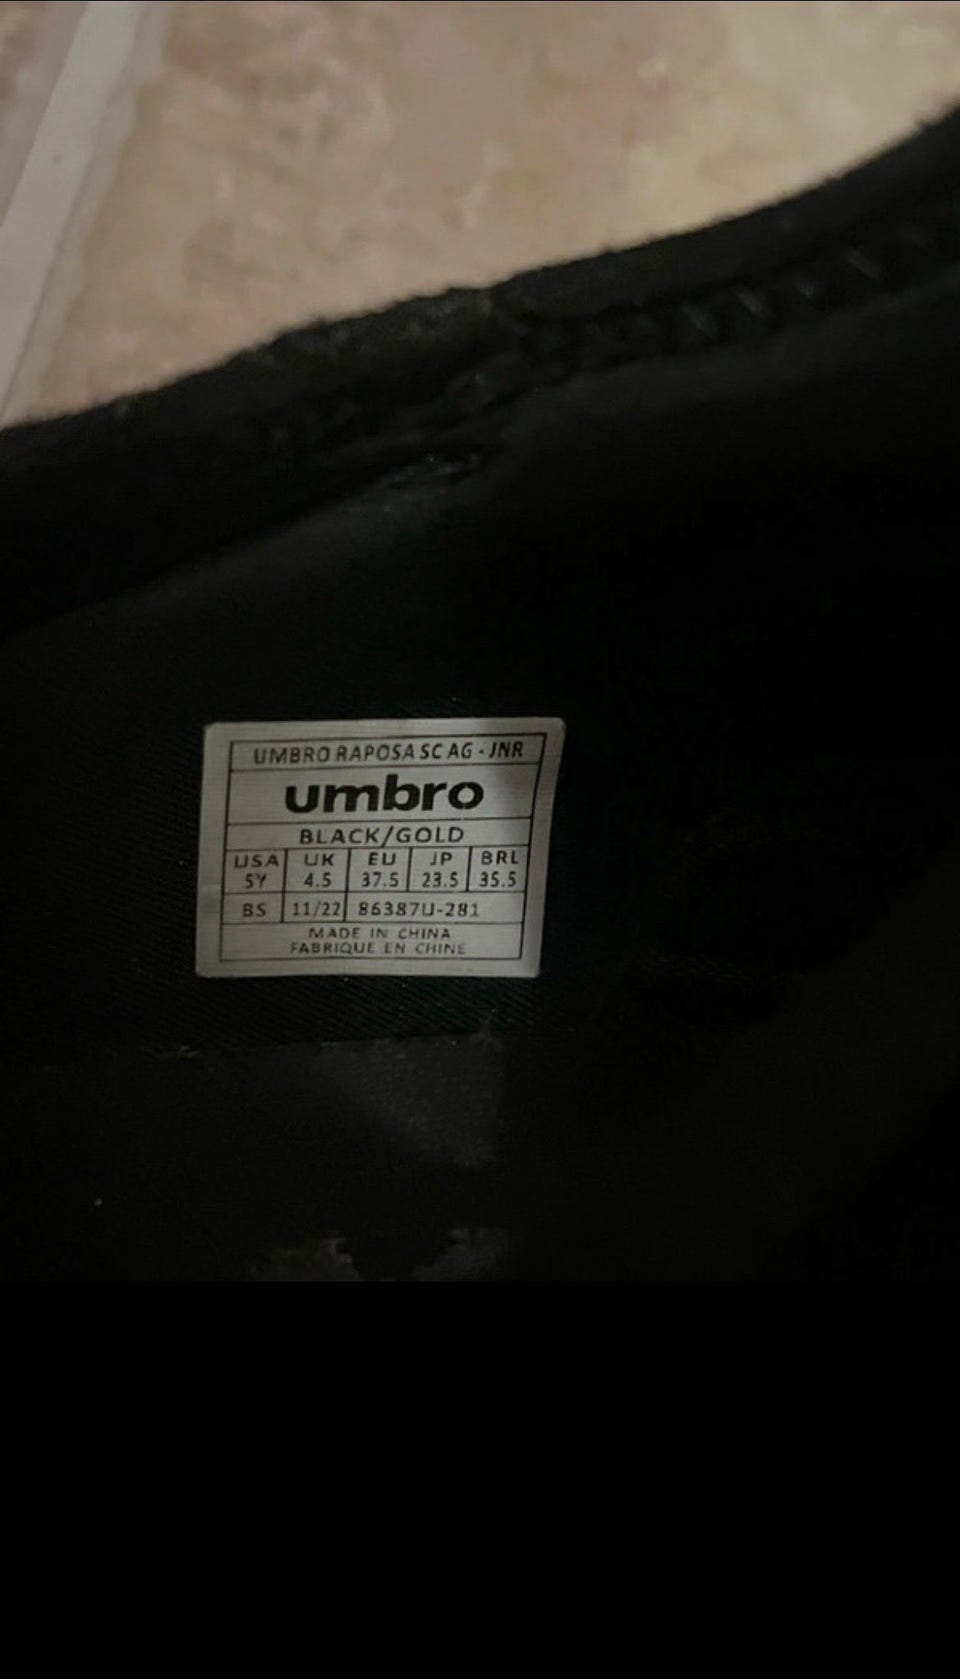 UMBRO RAPOSA SC AG - JNR
umbro
BLACK/GOLD
USA UK EU JP BRL
5Y 4.5 37.5 23.5 35.5
BS 11/22 86387U-281
MADE IN CHINA
FABRIQUE EN CHINE